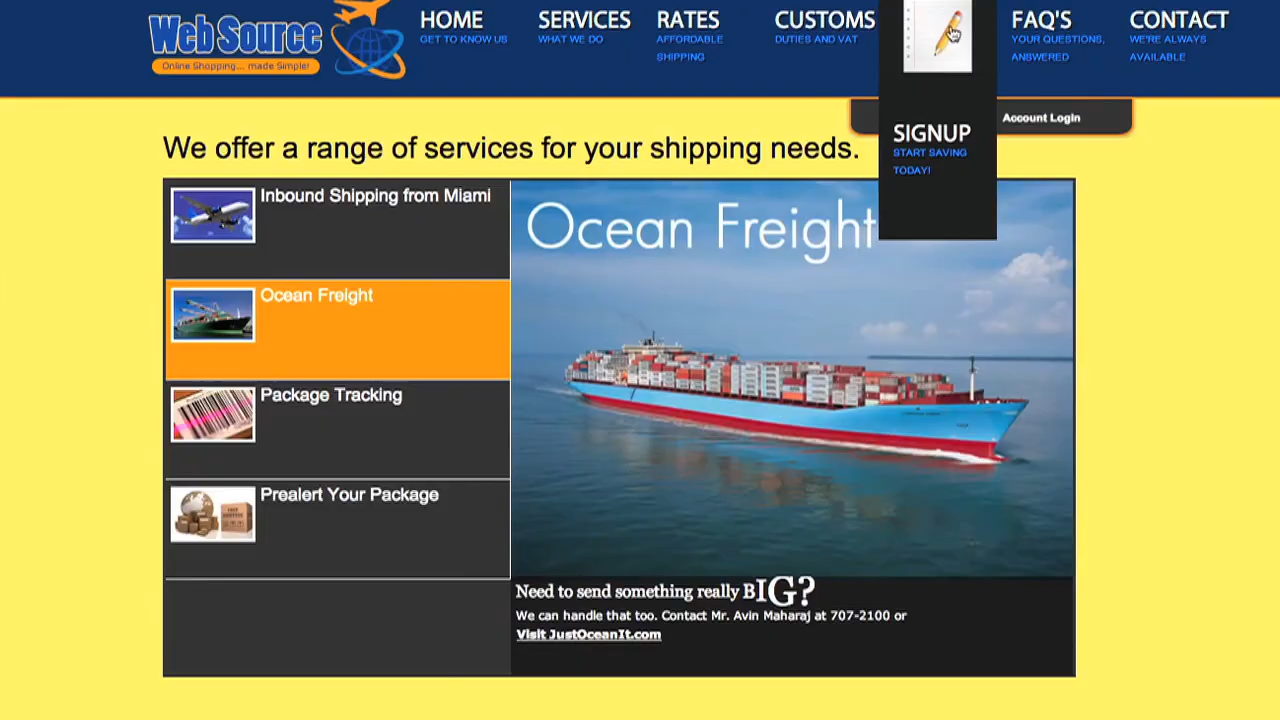 Web Source
Online Shopping... made Simple!
HOME
GET TO KNOW US
SERVICES
WHAT WE DO
RATES
AFFORDABLE
SHIPPING
CUSTOMS
DUTIES AND VAT
SIGNUP
START SAVING
TODAY!
FAQ'S
YOUR QUESTIONS,
ANSWERED
CONTACT
WE'RE ALWAYS
AVAILABLE
Account Login
We offer a range of services for your shipping needs.
Inbound Shipping from Miami
Ocean Freight
Package Tracking
Prealert Your Package
Ocean Freight
Need to send something really BIG?
We can handle that too. Contact Mr. Avin Maharaj at 707-2100 or
Visit JustOceanIt.com